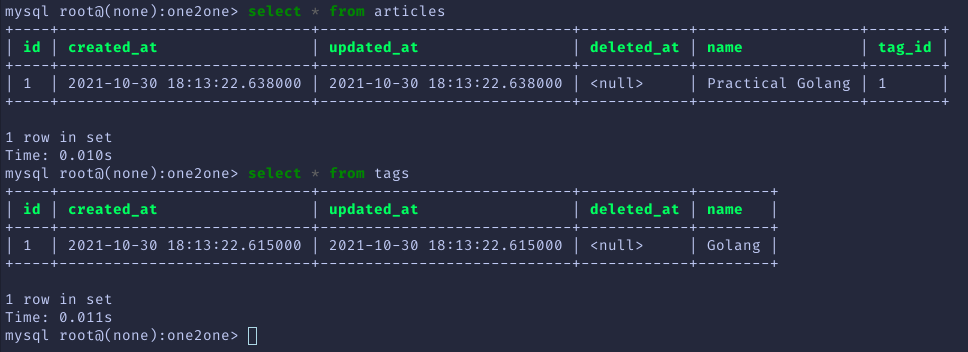 mysql root@(none):one2one> select * from articles
+----+----------------------------+----------------------------+------------+------------------+--------+
| id | created_at                 | updated_at                 | deleted_at | name             | tag_id |
+----+----------------------------+----------------------------+------------+------------------+--------+
| 1  | 2021-10-30 18:13:22.638000 | 2021-10-30 18:13:22.638000 | <null>     | Practical Golang | 1      |
+----+----------------------------+----------------------------+------------+------------------+--------+
1 row in set
Time: 0.010s
mysql root@(none):one2one> select * from tags
+----+----------------------------+----------------------------+------------+--------+
| id | created_at                 | updated_at                 | deleted_at | name   |
+----+----------------------------+----------------------------+------------+--------+
| 1  | 2021-10-30 18:13:22.615000 | 2021-10-30 18:13:22.615000 | <null>     | Golang |
+----+----------------------------+----------------------------+------------+--------+
1 row in set
Time: 0.011s
mysql root@(none):one2one>